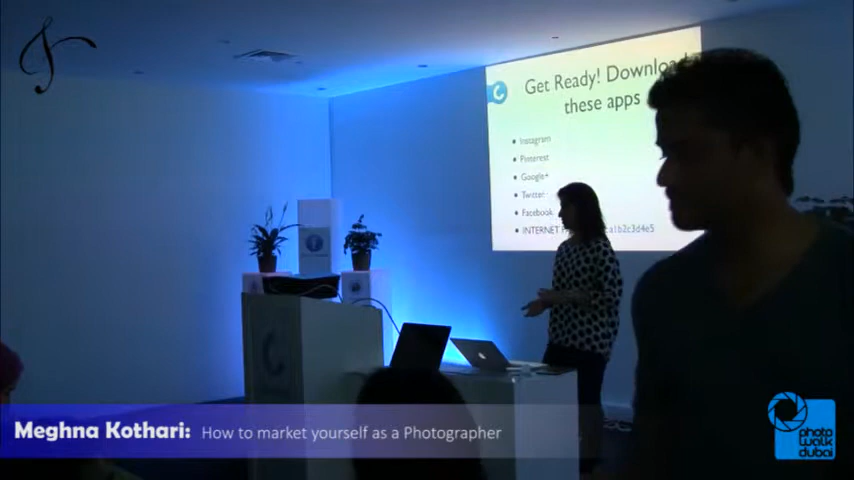 Get Ready! Download
these apps
• Instagram
• Pinterest
• Google+
• Twitter
• Facebook
• INTERNET
a1b2c3d4e5
Meghna Kothari: How to market yourself as a Photographer
photo
walk
dubai